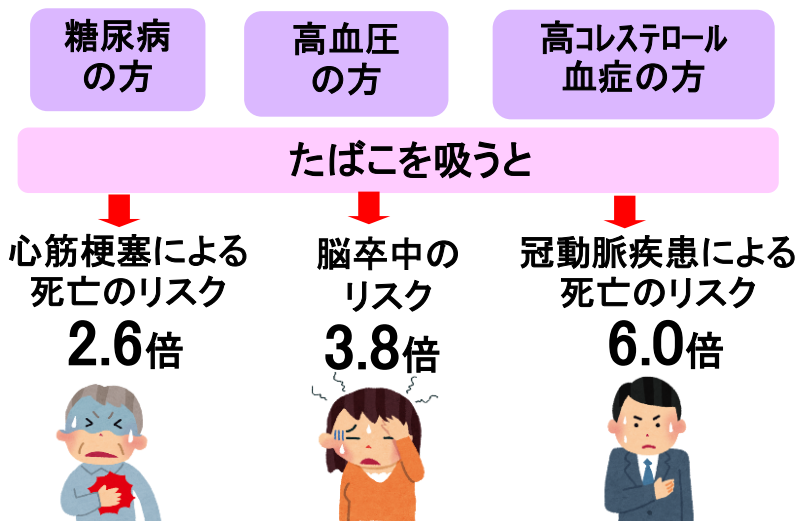 糖尿病
の方
高血圧
の方
高コレステロール
血症の方
たばこを吸うと
心筋梗塞による
死亡のリスク
2.6倍
脳卒中の
リスク
3.8倍
冠動脈疾患による
死亡のリスク
6.0倍